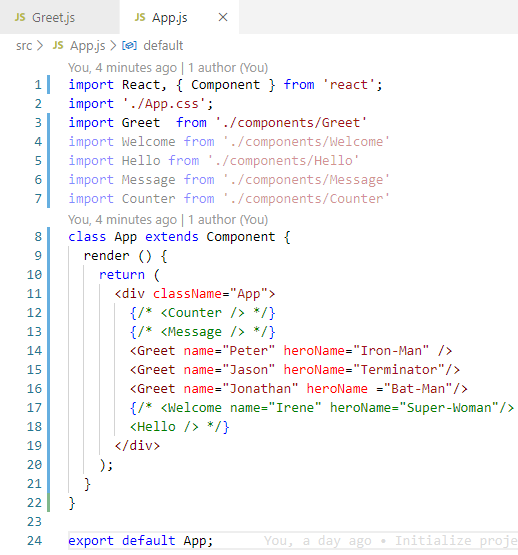 JS Greet.js JS App.js ×
src > JS App.js > default
You, 4 minutes ago | 1 author (You)
1 import React, { Component } from 'react';
2 import './App.css';
3 import Greet  from './components/Greet'
4 import Welcome from './components/Welcome'
5 import Hello from './components/Hello'
6 import Message from './components/Message'
7 import Counter from './components/Counter'
You, 4 minutes ago | 1 author (You)
8 class App extends Component {
9   render () {
10     return (
11       <div className="App">
12         {/* <Counter /> */}
13         {/* <Message /> */}
14         <Greet name="Peter" heroName="Iron-Man" />
15         <Greet name="Jason" heroName="Terminator"/>
16         <Greet name="Jonathan" heroName ="Bat-Man"/>
17         {/* <Welcome name="Irene" heroName="Super-Woman"/>
18         <Hello /> */}
19       </div>
20     );
21   }
22 }
23
24 export default App; You, a day ago • Initialize proje